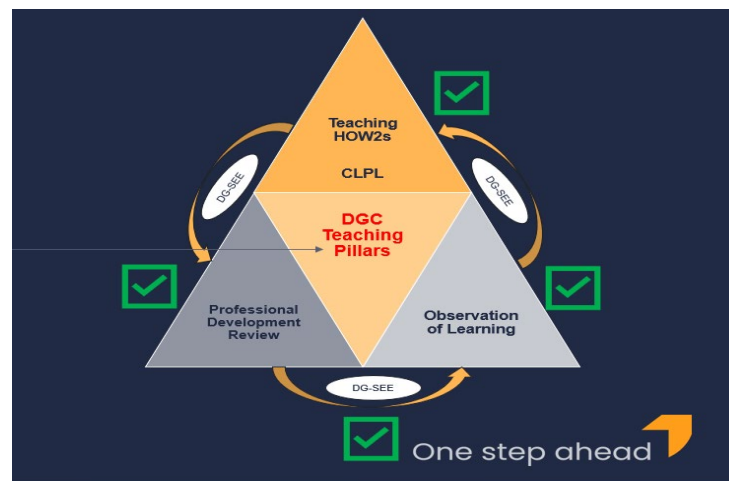 Teaching
HOW2s
CLPL
DG-SEE
DG-SEE
DGC
Teaching
Pillars
Professional
Development
Review
Observation
of Learning
DG-SEE
One step ahead